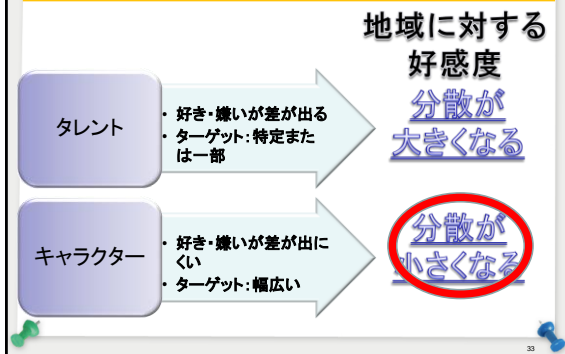 地域に対する
好感度
タレント
・好き・嫌いが差が出る
・ターゲット：特定また
は一部
分散が
大きくなる
キャラクター
・好き・嫌いが差が出に
くい
・ターゲット：幅広い
分散が
小さくなる
33